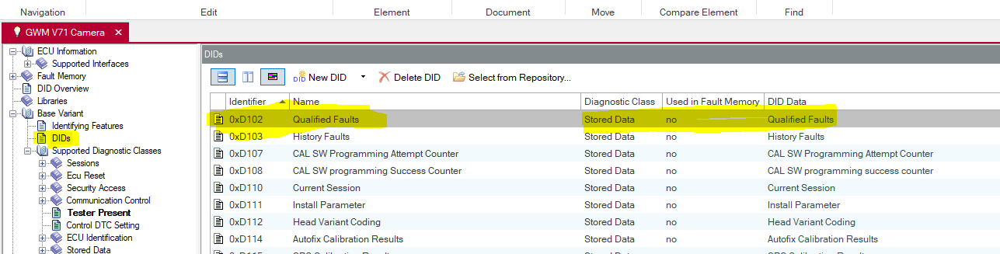 Navigation Edit Element Document Move Compare Element Find
GWM V71 Camera
ECU Information
Supported Interfaces
Fault Memory
DID Overview
Libraries
Base Variant
Identifying Features
DIDs
Supported Diagnostic Classes
Sessions
Ecu Reset
Security Access
Communication Control
Tester Present
Control DTC Setting
ECU Identification
Stored Data
DIDs
DID New DID Delete DID Select from Repository...
Identifier Name Diagnostic Class Used in Fault Memory DID Data
0xD102 Qualified Faults Stored Data no Qualified Faults
0xD103 History Faults Stored Data no History Faults
0xD107 CAL SW Programming Attempt Counter Stored Data no CAL SW Programming Attempt Counter
0xD108 CAL SW programming Success Counter Stored Data no CAL SW programming success counter
0xD110 Current Session Stored Data no Current Session
0xD111 Install Parameter Stored Data no Install Parameter
0xD112 Head Variant Coding Stored Data no Head Variant Coding
0xD114 Autofix Calibration Results Stored Data no Autofix Calibration Results